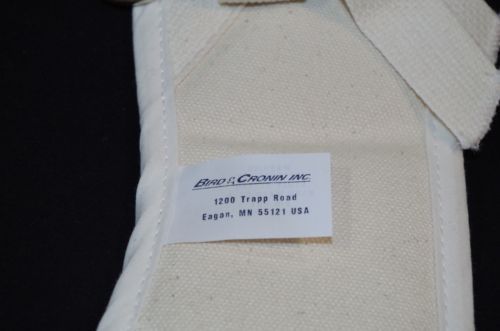 BIRD & CRONIN INC.
1200 Trapp Road
Eagan, MN 55121 USA